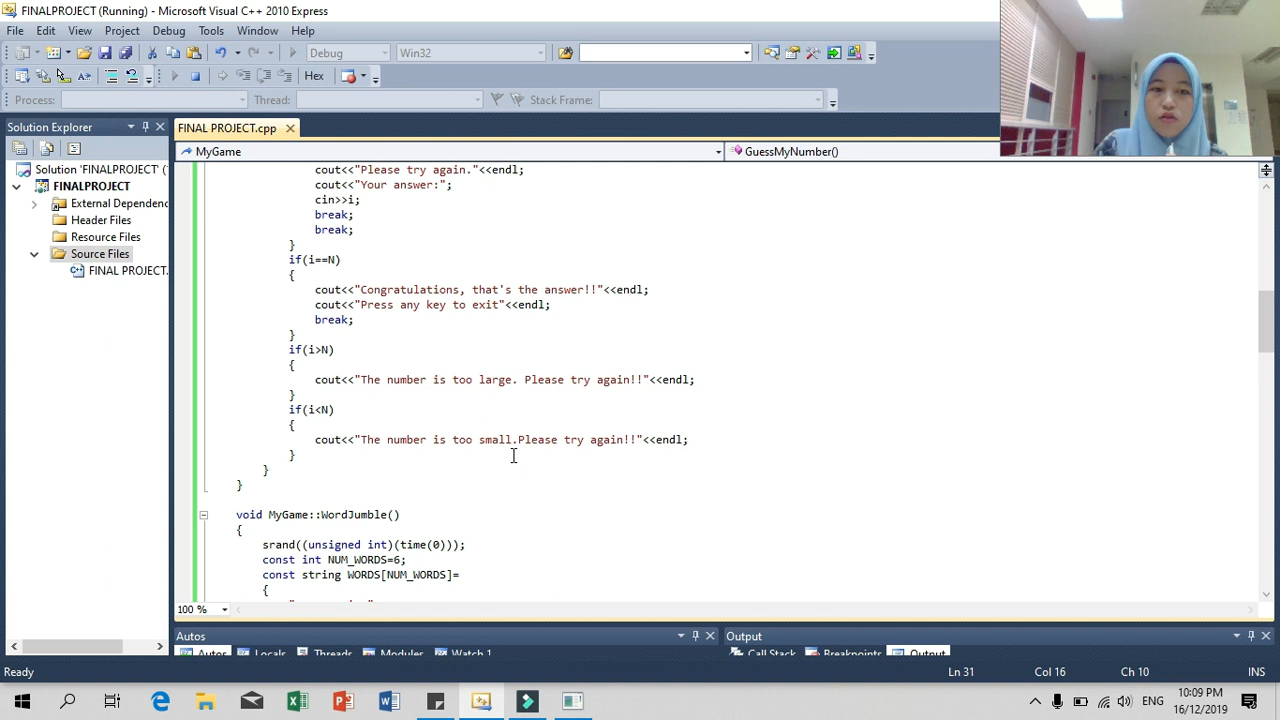 FINALPROJECT (Running) - Microsoft Visual C++ 2010 Express
File Edit View Project Debug Tools Window Help
Debug Win32
Hex
Process: Thread: Stack Frame:
Solution Explorer
FINAL PROJECT.cpp
MyGame GuessMyNumber()
Solution 'FINALPROJECT' (
FINALPROJECT
External Dependenc
Header Files
Resource Files
Source Files
FINAL PROJECT.
cout<<"Please try again."<<endl;
cout<<"Your answer:";
cin>>i;
break;
break;
}
if(i==N)
{
cout<<"Congratulations, that's the answer!!"<<endl;
cout<<"Press any key to exit"<<endl;
break;
}
if(i>N)
{
cout<<"The number is too large. Please try again!!"<<endl;
}
if(i<N)
{
cout<<"The number is too small.Please try again!!"<<endl;
}
}
}
void MyGame::WordJumble()
{
srand((unsigned int)(time(0)));
const int NUM_WORDS=6;
const string WORDS[NUM_WORDS]=
{
100 %
Autos
Output
Autos Locals Threads Modules Watch 1
Call Stack Breakpoints Output
Ready Ln 31 Col 16 Ch 10 INS
ENG
10:09 PM
16/12/2019